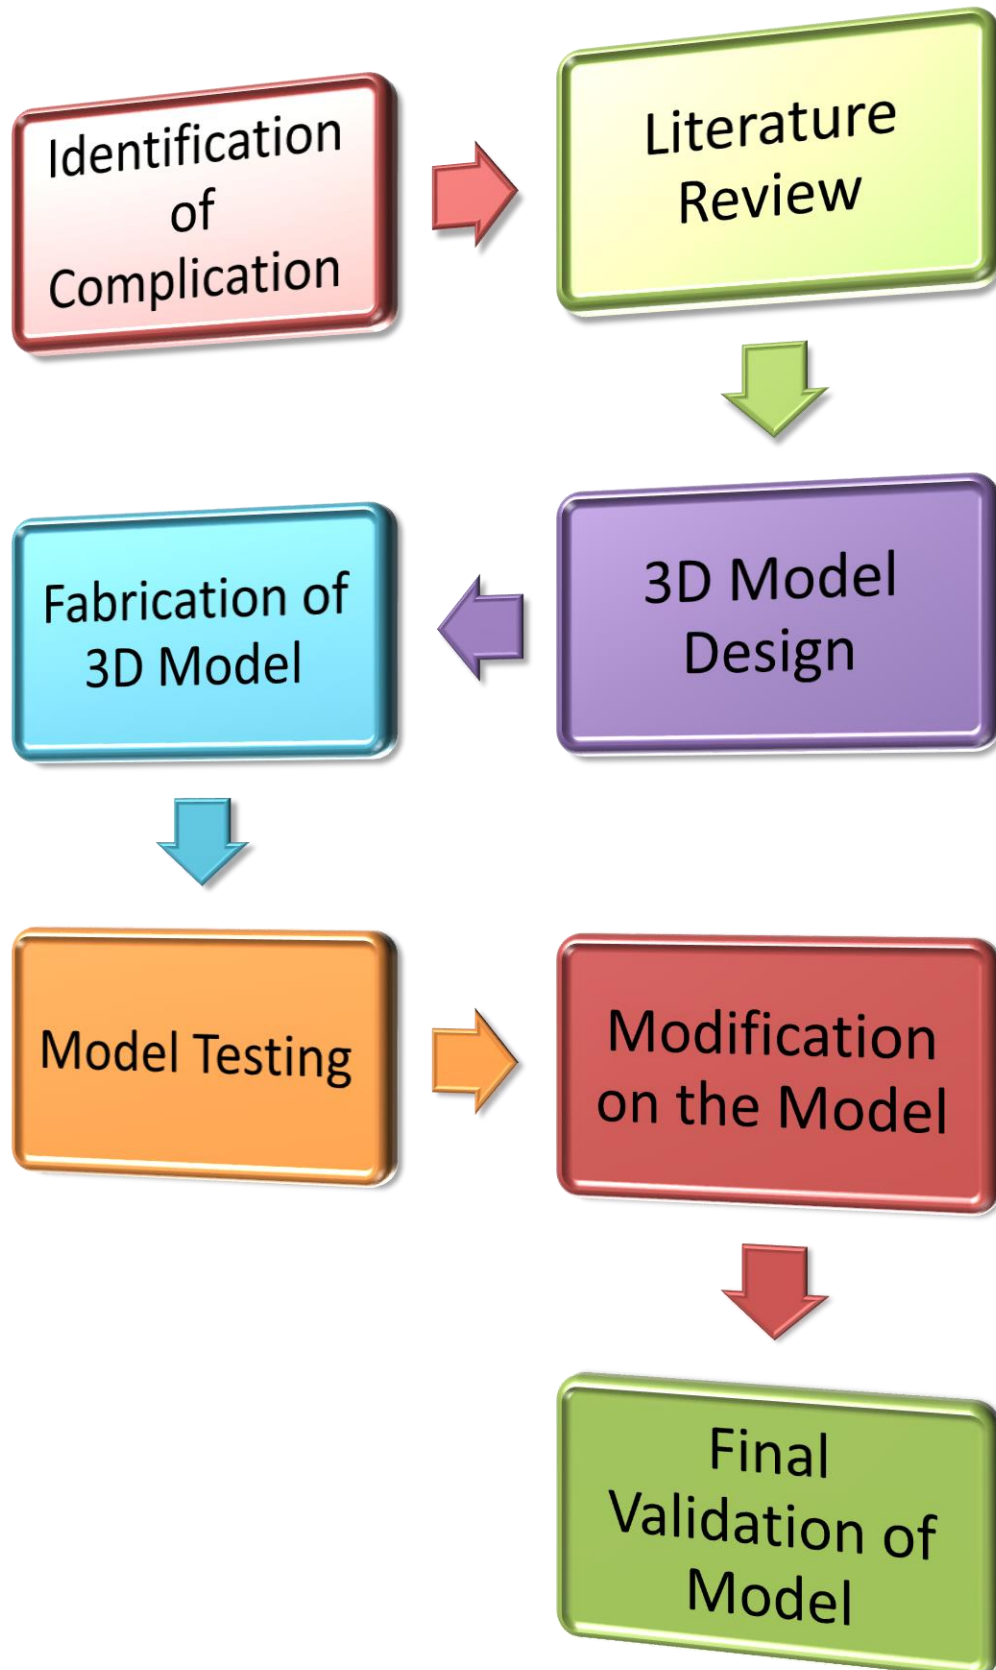 Identification
of
Complication
Literature
Review
3D Model
Design
Fabrication of
3D Model
Model Testing
Modification
on the Model
Final
Validation of
Model